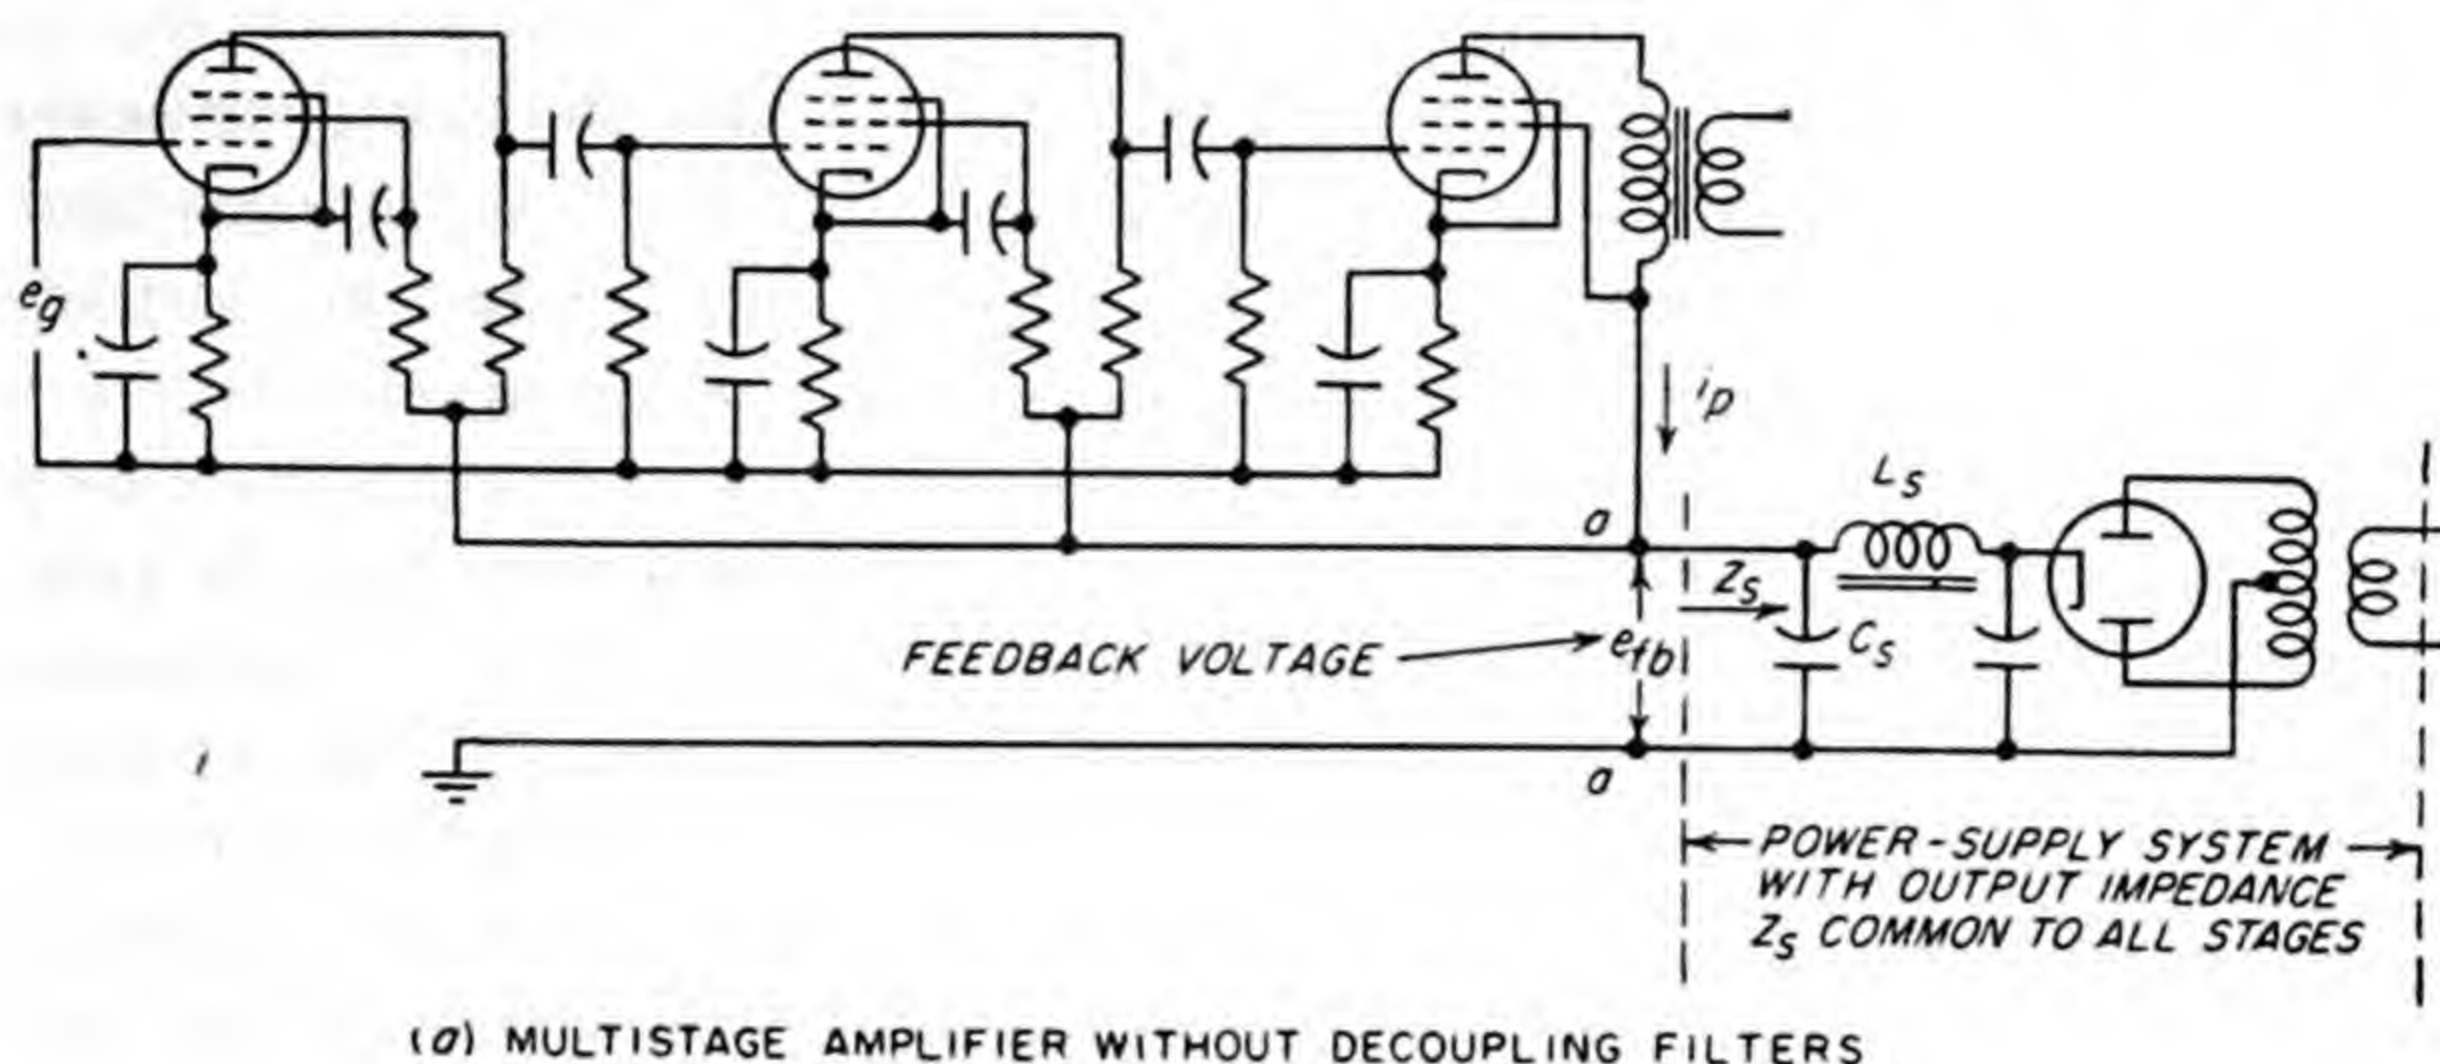 e_g
i_p
L_S
a
Z_S
FEEDBACK VOLTAGE
e_fb
C_S
a
POWER-SUPPLY SYSTEM
WITH OUTPUT IMPEDANCE
Z_S COMMON TO ALL STAGES
(a) MULTISTAGE AMPLIFIER WITHOUT DECOUPLING FILTERS